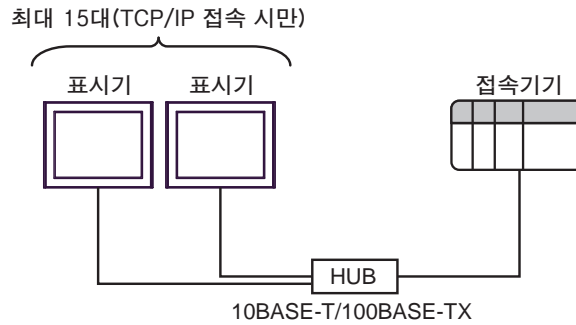 최대 15대(TCP/IP 접속 시만)
표시기 표시기 접속기기
HUB
10BASE-T/100BASE-TX